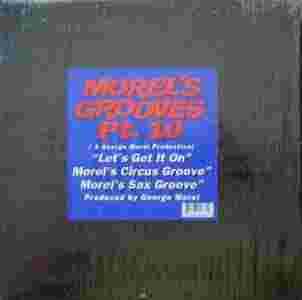 MOREL'S
GROOVES
Pt. 10
( A George Morel Production)
"Let's Get It On"
Morel's Circus Groove"
Morel's Sax Groove"
Produced by George Morel